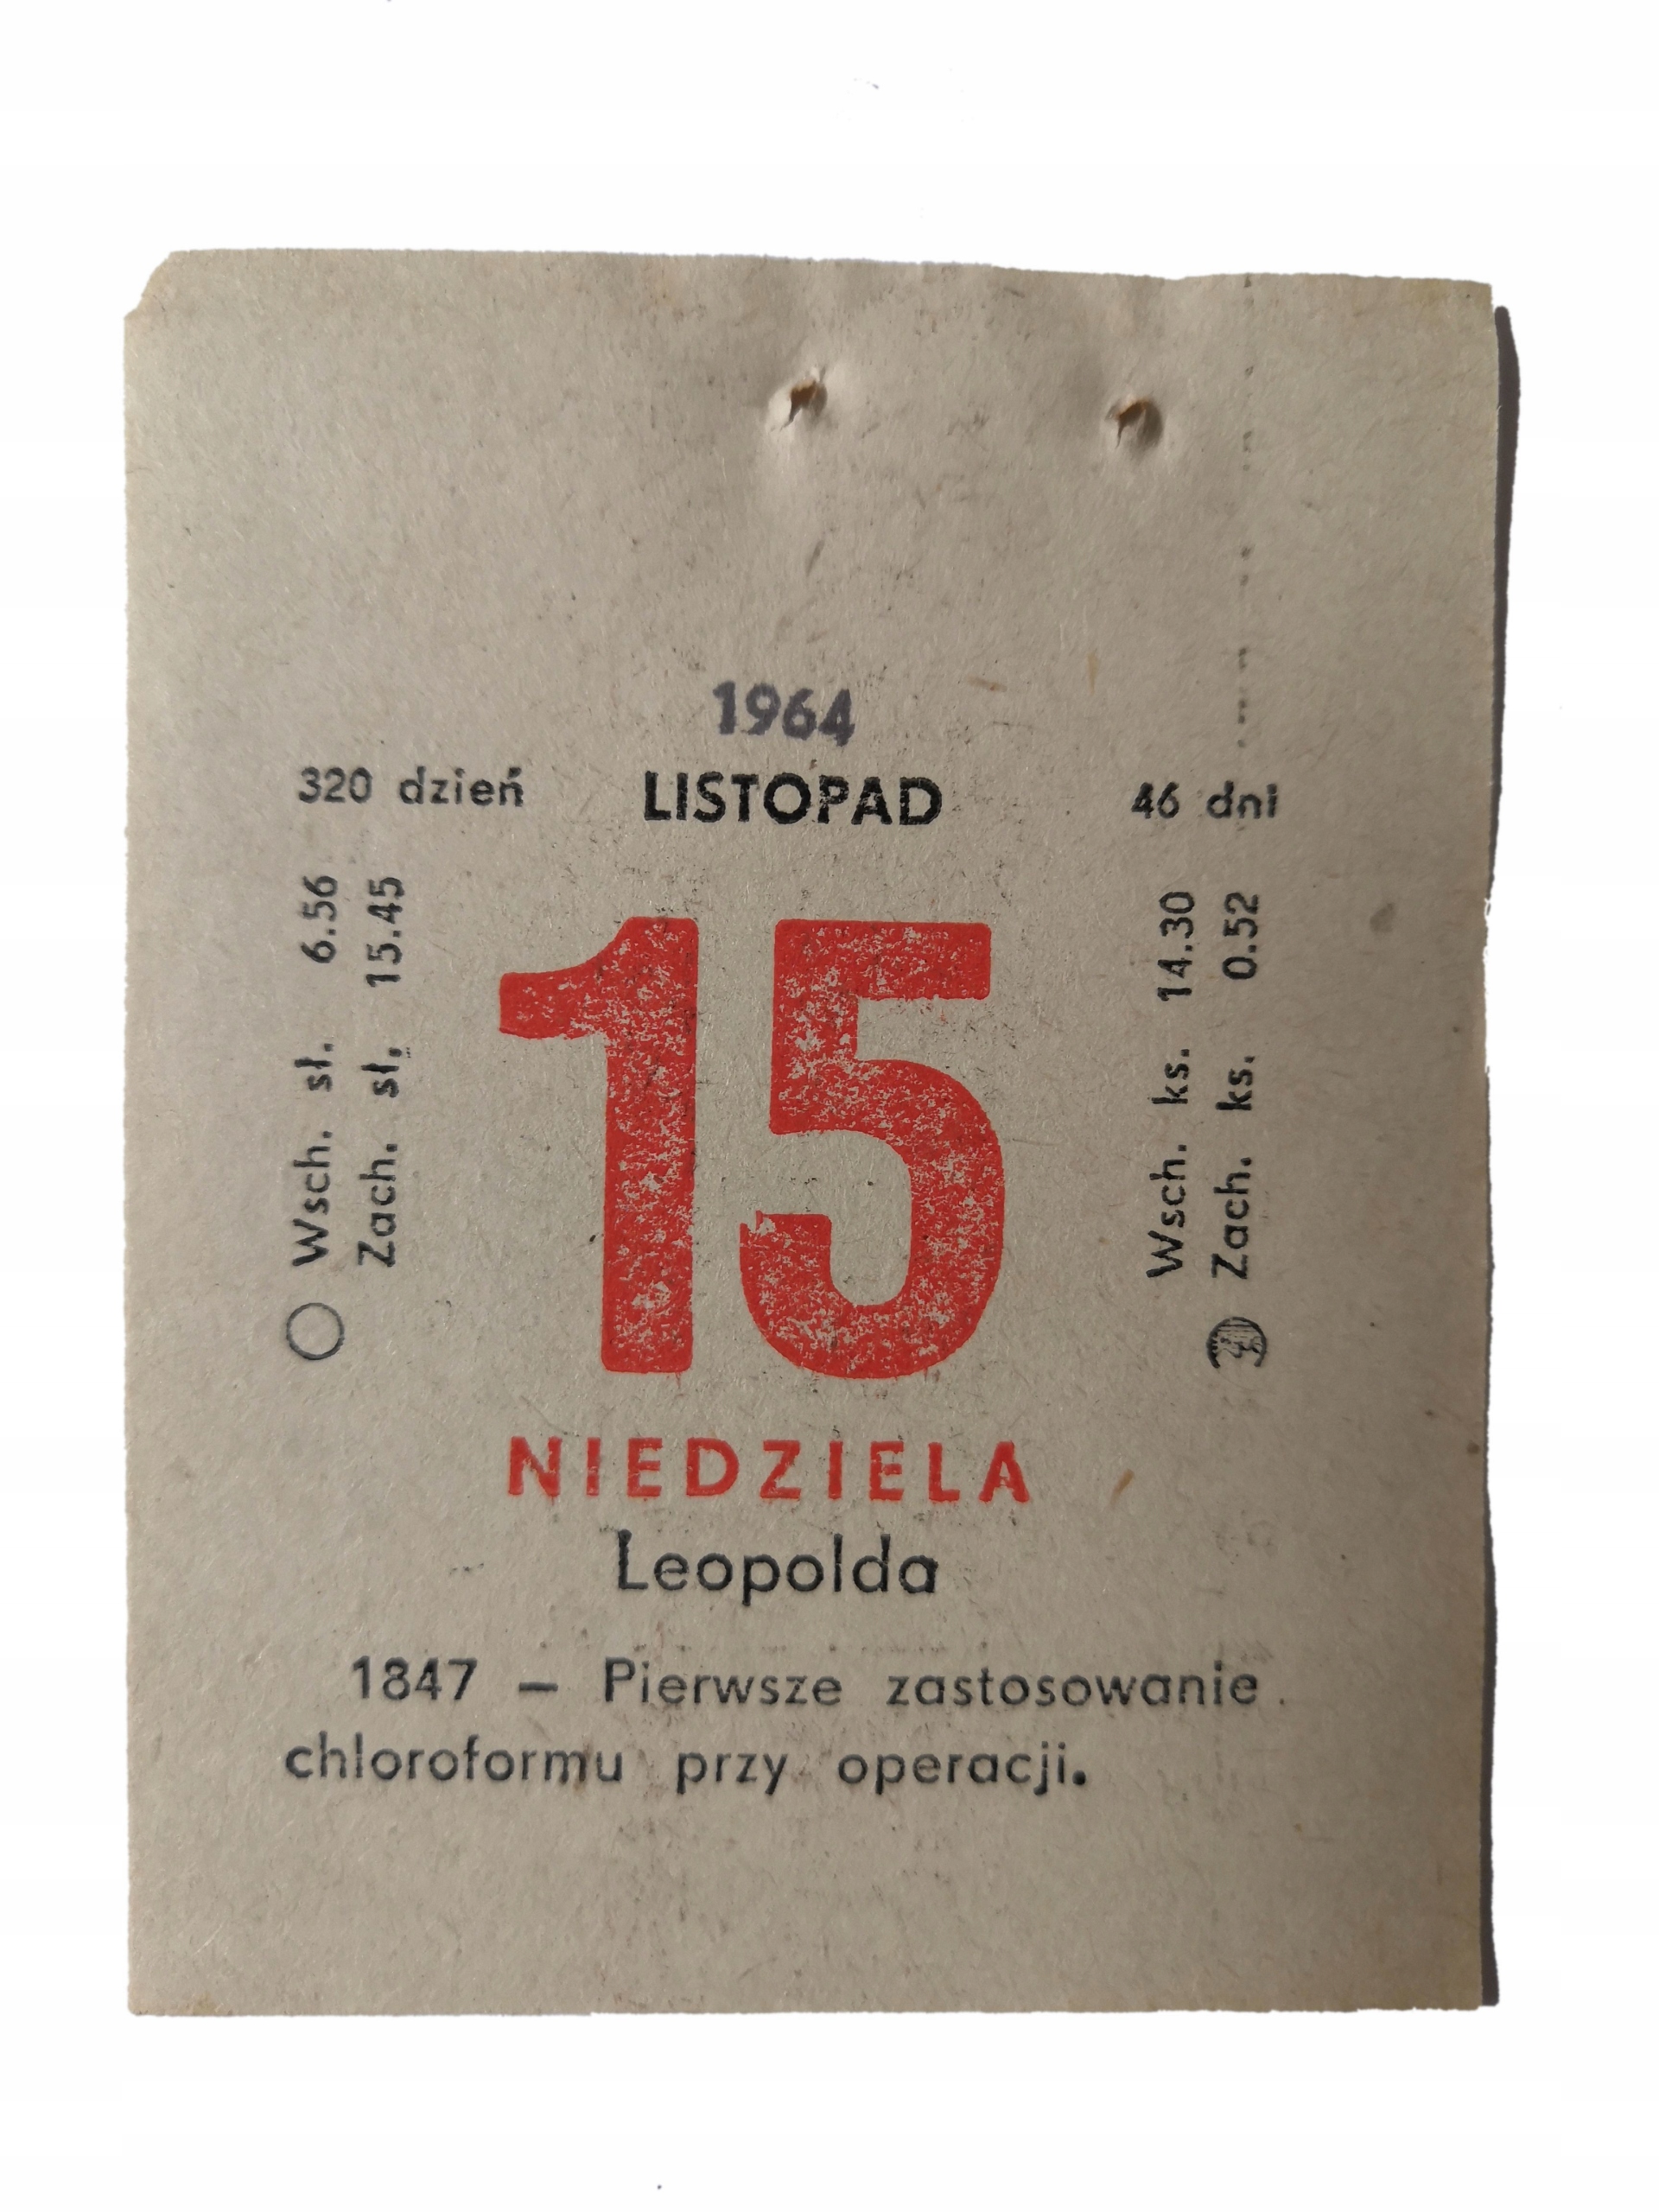 1964
320 dzień LISTOPAD 46 dni
Wsch. sł. 6.56
Zach. sł. 15.45
15
Wsch. ks. 14.30
Zach. ks. 0.52
NIEDZIELA
Leopolda
1847 — Pierwsze zastosowanie
chloroformu przy operacji.